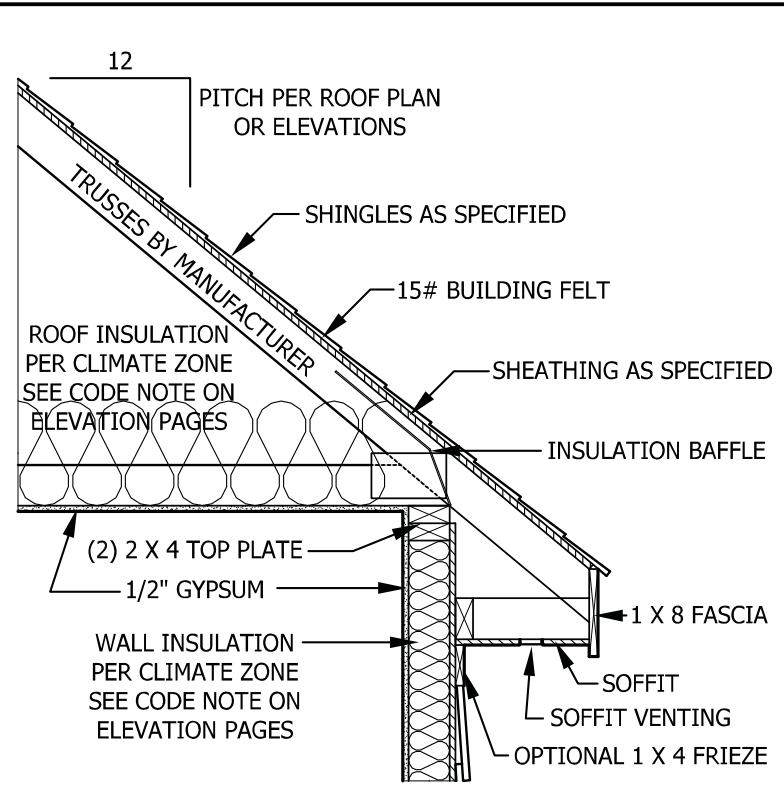 12
PITCH PER ROOF PLAN
OR ELEVATIONS
TRUSSES BY MANUFACTURER
SHINGLES AS SPECIFIED
15# BUILDING FELT
ROOF INSULATION
PER CLIMATE ZONE
SEE CODE NOTE ON
ELEVATION PAGES
SHEATHING AS SPECIFIED
INSULATION BAFFLE
(2) 2 X 4 TOP PLATE
1/2" GYPSUM
1 X 8 FASCIA
WALL INSULATION
PER CLIMATE ZONE
SEE CODE NOTE ON
ELEVATION PAGES
SOFFIT
SOFFIT VENTING
OPTIONAL 1 X 4 FRIEZE